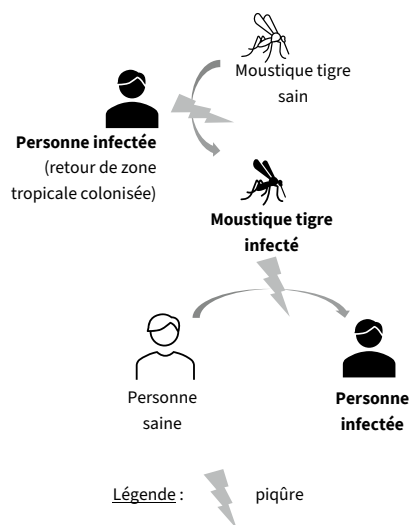 Moustique tigre
sain
Personne infectée
(retour de zone
tropicale colonisée)
Moustique tigre
infecté
Personne
saine
Personne
infectée
Légende : piqûre